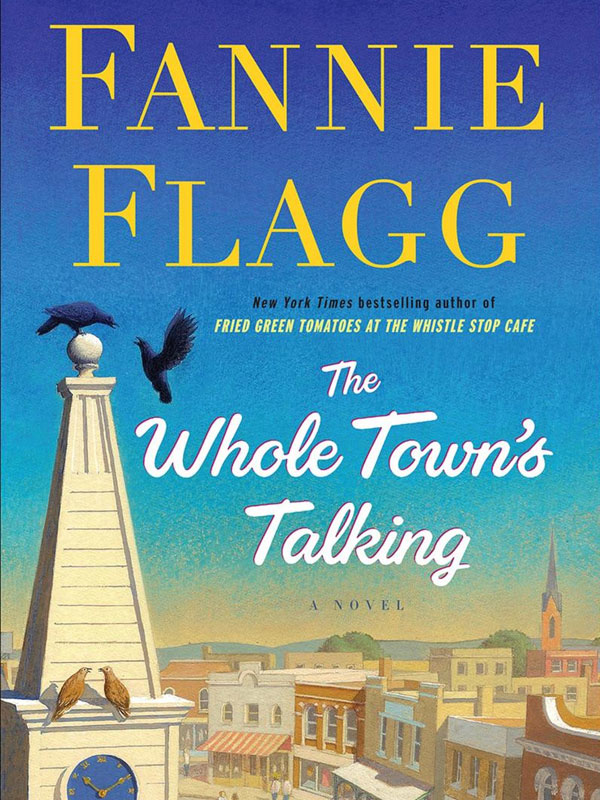 FANNIE
FLAGG
New York Times bestselling author of
FRIED GREEN TOMATOES AT THE WHISTLE STOP CAFE
The
Whole Town's
Talking
A NOVEL